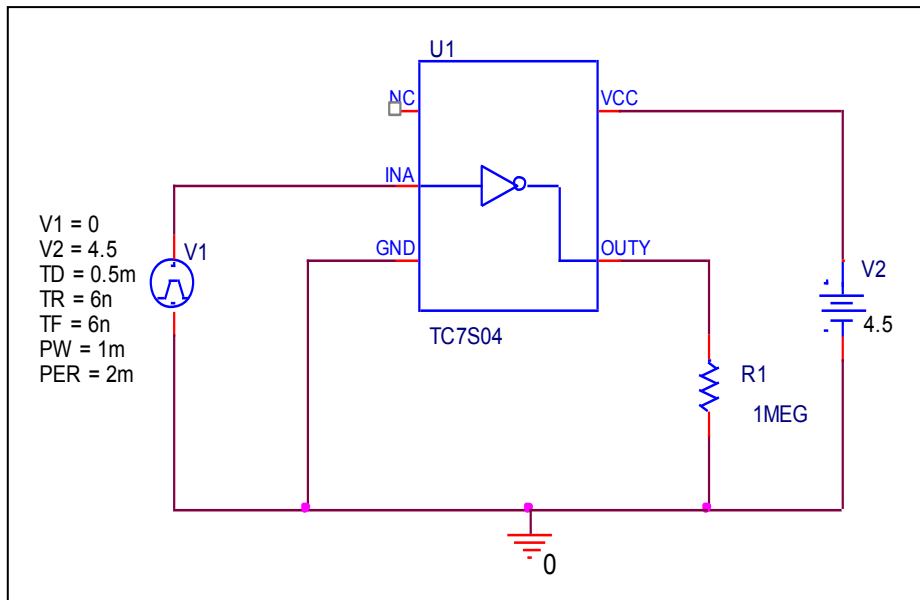 U1
NC
VCC
INA
GND
OUTY
TC7S04
V1 = 0
V2 = 4.5
TD = 0.5m
TR = 6n
TF = 6n
PW = 1m
PER = 2m
V1
V2
4.5
R1
1MEG
0